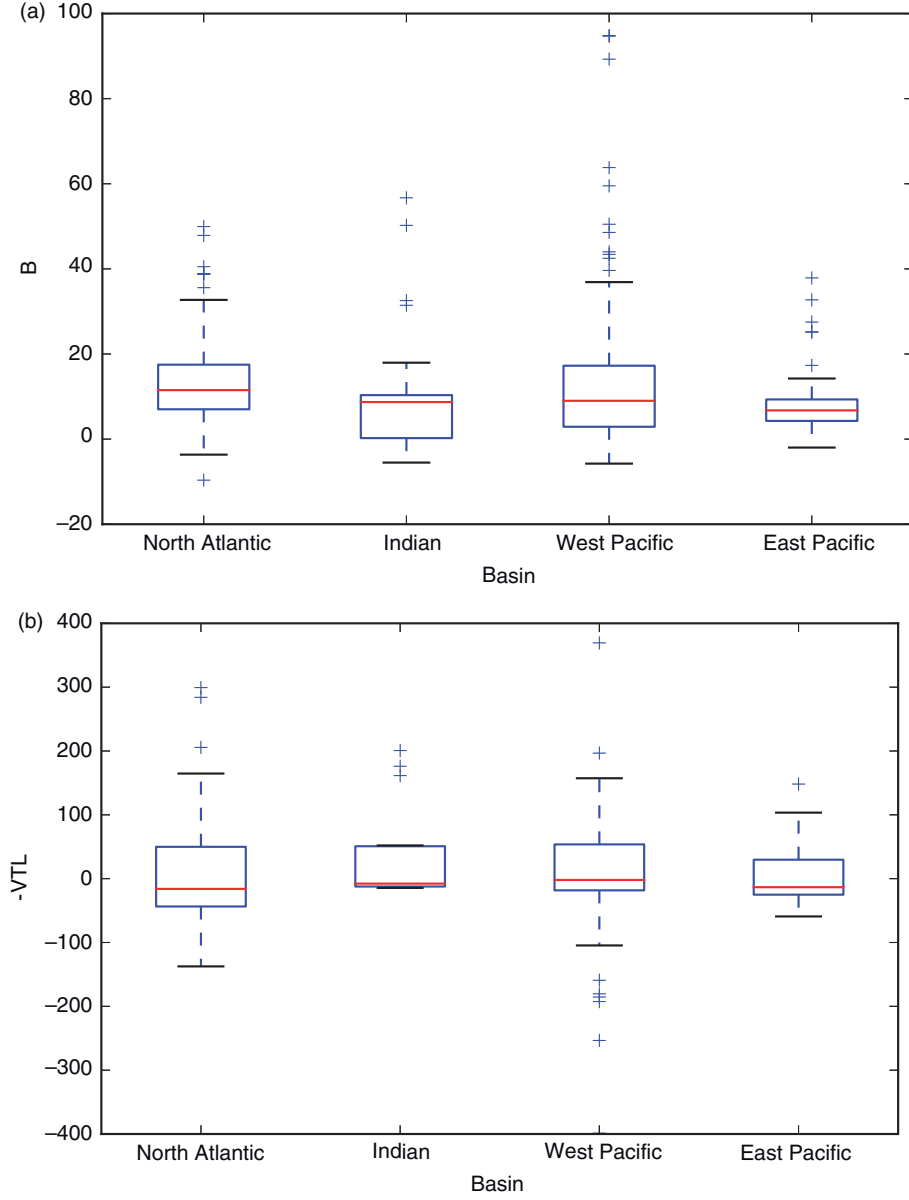 (a)
100
80
60
40
20
0
−20
B
North Atlantic
Indian
West Pacific
East Pacific
Basin
(b)
400
300
200
100
0
−100
−200
−300
−400
-VTL
North Atlantic
Indian
West Pacific
East Pacific
Basin